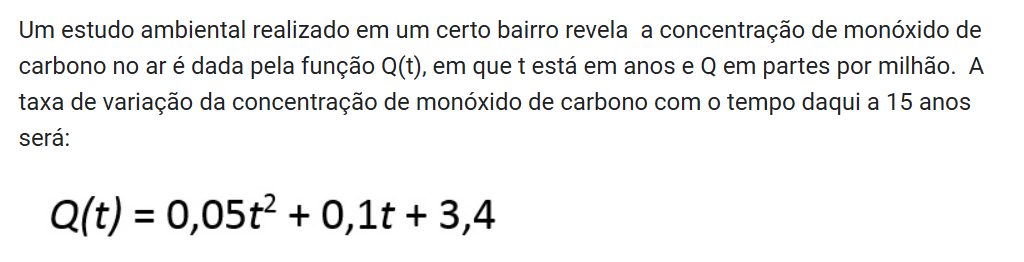 Um estudo ambiental realizado em um certo bairro revela  a concentração de monóxido de
carbono no ar é dada pela função Q(t), em que t está em anos e Q em partes por milhão.  A
taxa de variação da concentração de monóxido de carbono com o tempo daqui a 15 anos
será:
Q(t) = 0,05t² + 0,1t + 3,4